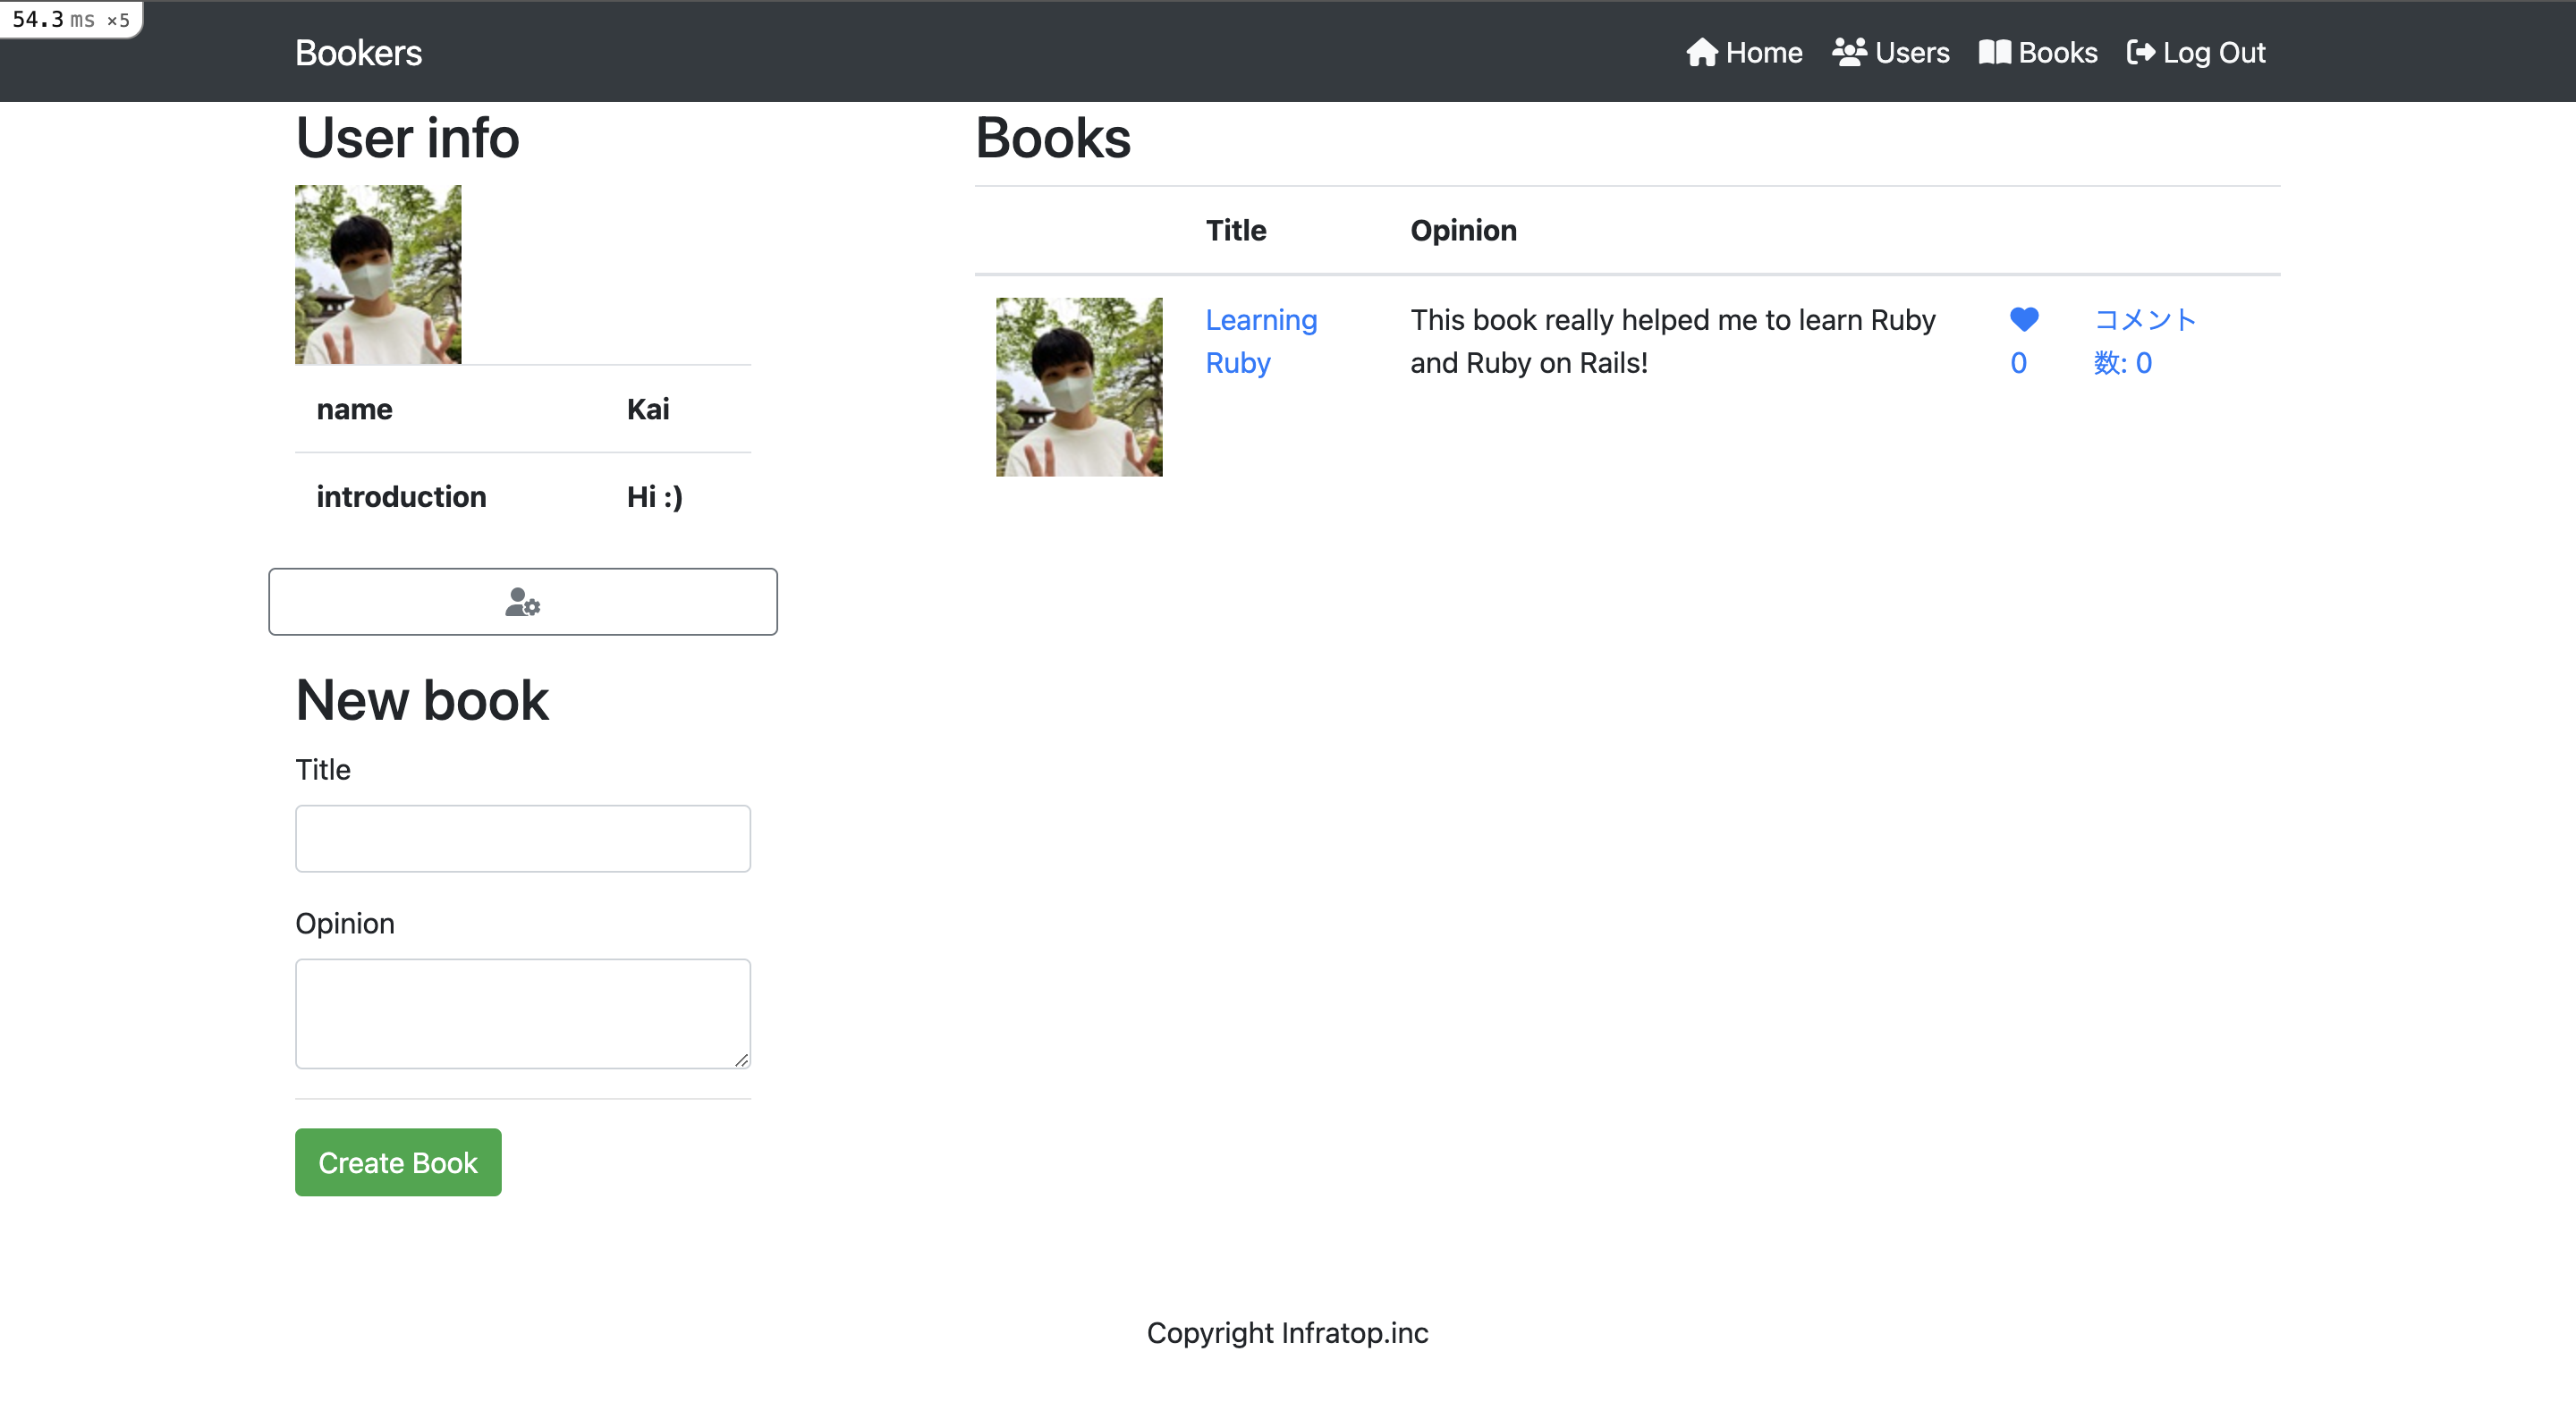 54.3 ms ×5
Bookers
Home Users Books Log Out
User info
name Kai
introduction Hi :)
New book
Title
Opinion
Create Book
Books
Title Opinion
Learning
Ruby
This book really helped me to learn Ruby
and Ruby on Rails!
0
コメント
数: 0
Copyright Infratop.inc